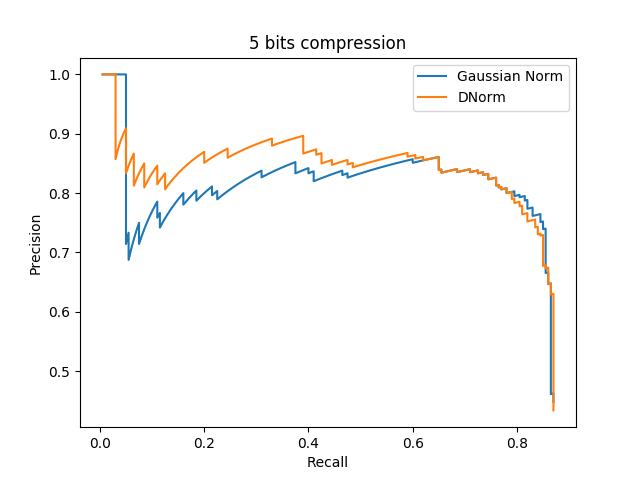 5 bits compression
Gaussian Norm
DNorm
1.0
0.9
0.8
0.7
0.6
0.5
Precision
0.0 0.2 0.4 0.6 0.8
Recall